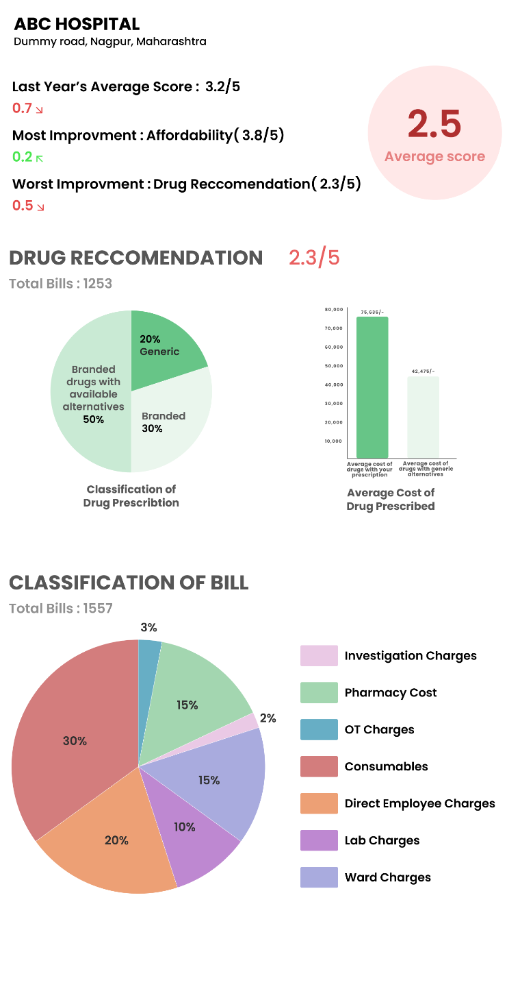 ABC HOSPITAL
Dummy road, Nagpur, Maharashtra
Last Year’s Average Score : 3.2/5
0.7
Most Improvment : Affordability( 3.8/5)
0.2
Worst Improvment : Drug Reccomendation( 2.3/5)
0.5
2.5
Average score
DRUG RECCOMENDATION 2.3/5
Total Bills : 1253
20%
Generic
Branded
drugs with
available
alternatives
50%
Branded
30%
Classification of
Drug Prescribtion
80,000
70,000
60,000
50,000
40,000
30,000
20,000
10,000
75,635/-
42,475/-
Average cost of
drugs with your
prescription
Average cost of
drugs with generic
alternatives
Average Cost of
Drug Prescribed
CLASSIFICATION OF BILL
Total Bills : 1557
3%
15%
2%
30%
15%
10%
20%
Investigation Charges
Pharmacy Cost
OT Charges
Consumables
Direct Employee Charges
Lab Charges
Ward Charges